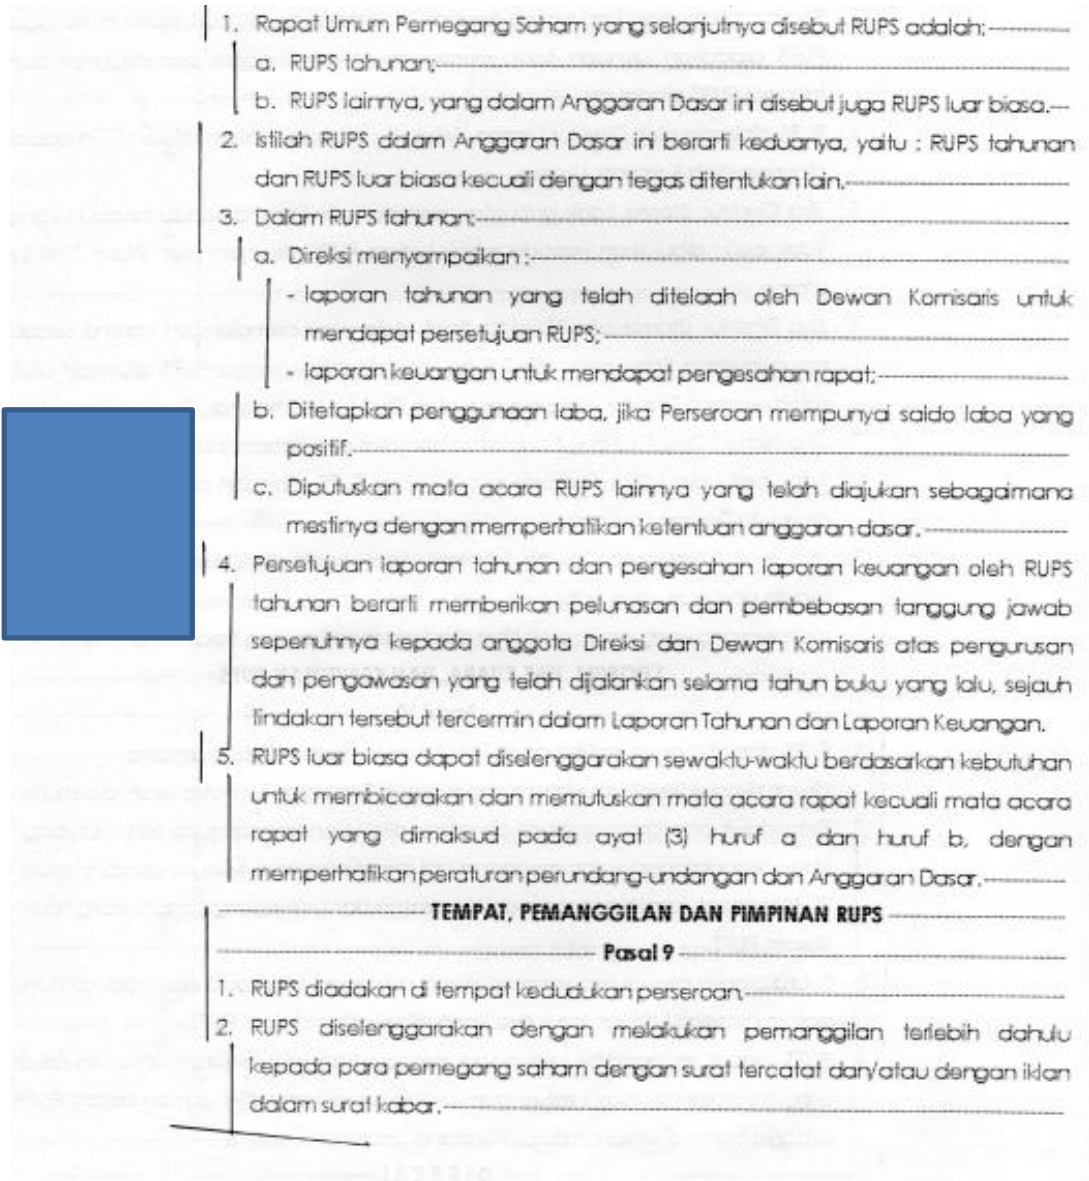 1. Rapat Umum Pemegang Saham yang selanjutnya disebut RUPS adalah:
a. RUPS tahunan;
b. RUPS lainnya, yang dalam Anggaran Dasar ini disebut juga RUPS luar biasa.
2. Istilah RUPS dalam Anggaran Dasar ini berarti keduanya, yaitu : RUPS tahunan
dan RUPS luar biasa kecuali dengan tegas ditentukan lain.
3. Dalam RUPS tahunan:
a. Direksi menyampaikan :
- laporan tahunan yang telah ditelaah oleh Dewan Komisaris untuk
mendapat persetujuan RUPS;
- laporan keuangan untuk mendapat pengesahan rapat;
b. Ditetapkan penggunaan laba, jika Perseroan mempunyai saldo laba yang
positif.
c. Diputuskan mata acara RUPS lainnya yang telah diajukan sebagaimana
mestinya dengan memperhatikan ketentuan anggaran dasar.
4. Persetujuan laporan tahunan dan pengesahan laporan keuangan oleh RUPS
tahunan berarti memberikan pelunasan dan pembebasan tanggung jawab
sepenuhnya kepada anggota Direksi dan Dewan Komisaris atas pengurusan
dan pengawasan yang telah dijalankan selama tahun buku yang lalu, sejauh
tindakan tersebut tercermin dalam Laporan Tahunan dan Laporan Keuangan.
5. RUPS luar biasa dapat diselenggarakan sewaktu-waktu berdasarkan kebutuhan
untuk membicarakan dan memutuskan mata acara rapat kecuali mata acara
rapat yang dimaksud pada ayat (3) huruf a dan huruf b, dengan
memperhatikan peraturan perundang-undangan dan Anggaran Dasar.
TEMPAT, PEMANGGILAN DAN PIMPINAN RUPS
Pasal 9
1. RUPS diadakan di tempat kedudukan perseroan.
2. RUPS diselenggarakan dengan melakukan pemanggilan terlebih dahulu
kepada para pemegang saham dengan surat tercatat dan/atau dengan iklan
dalam surat kabar.